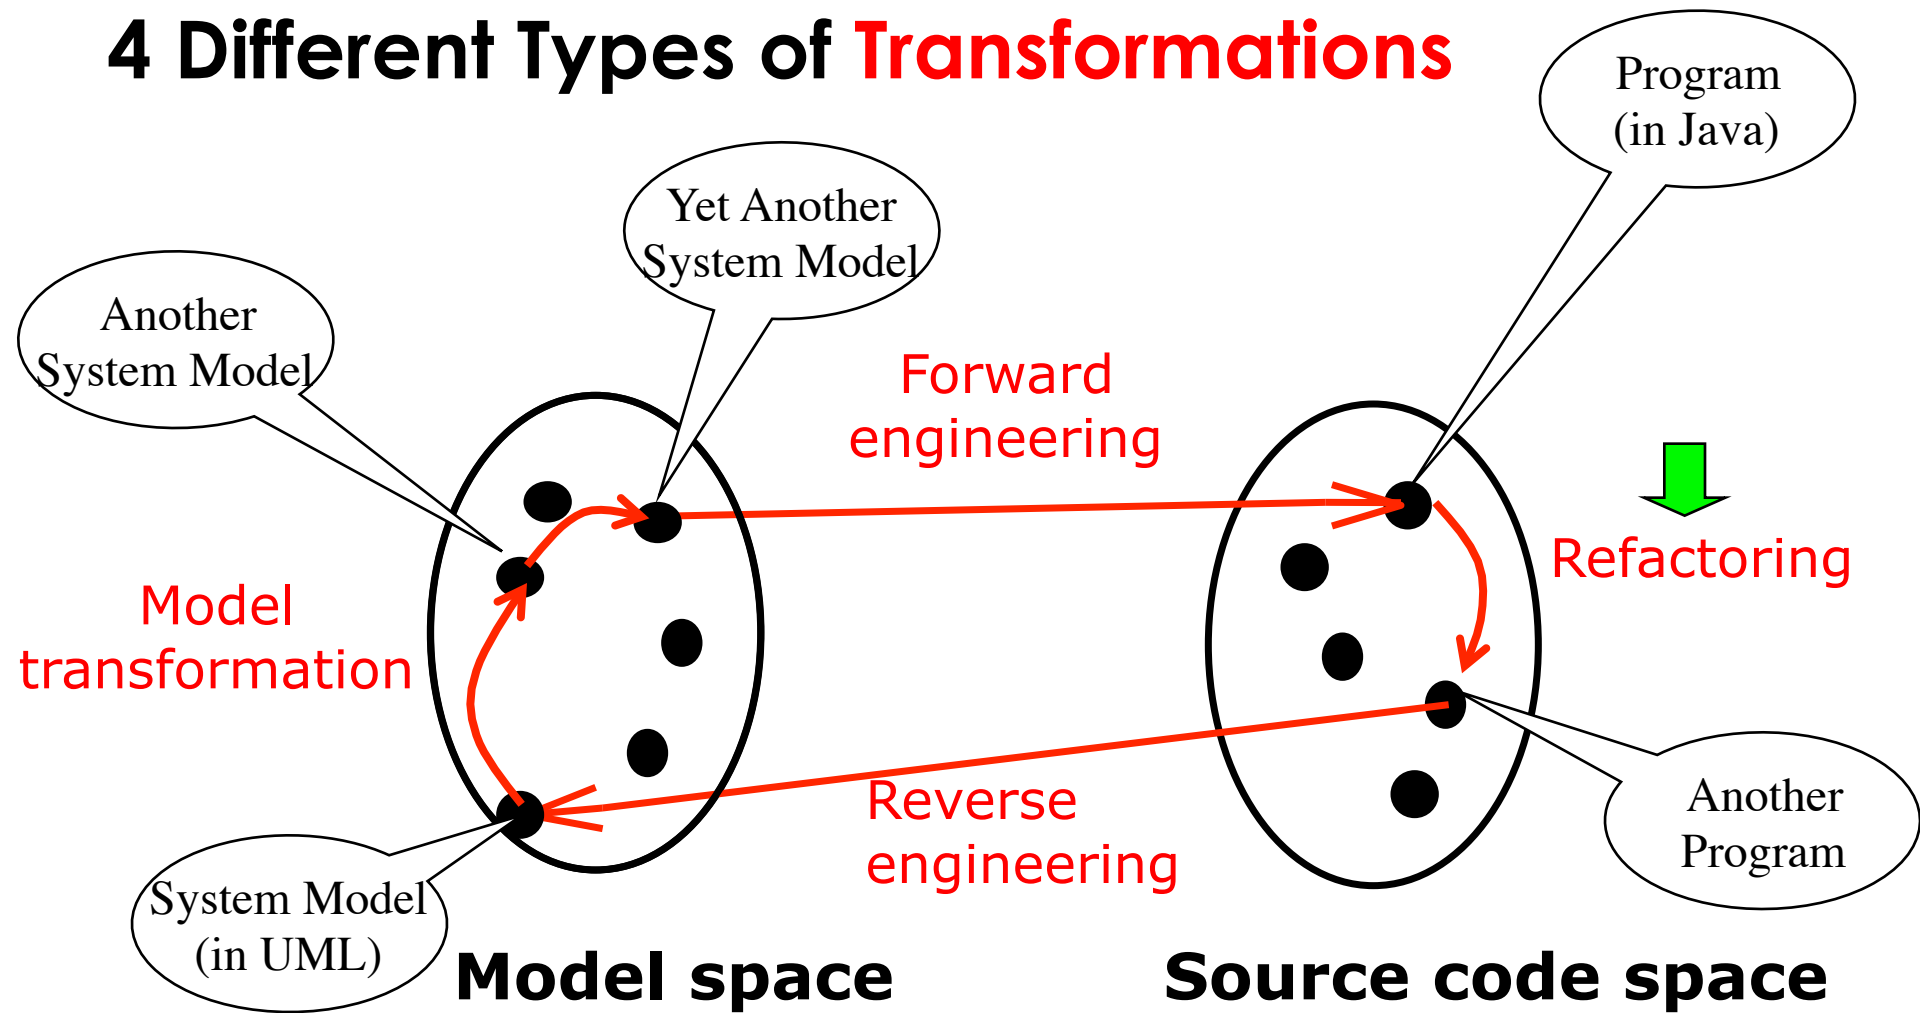 4 Different Types of Transformations
Program
(in Java)
Yet Another
System Model
Another
System Model
Forward
engineering
Refactoring
Model
transformation
Reverse
engineering
Another
Program
System Model
(in UML)
Model space
Source code space